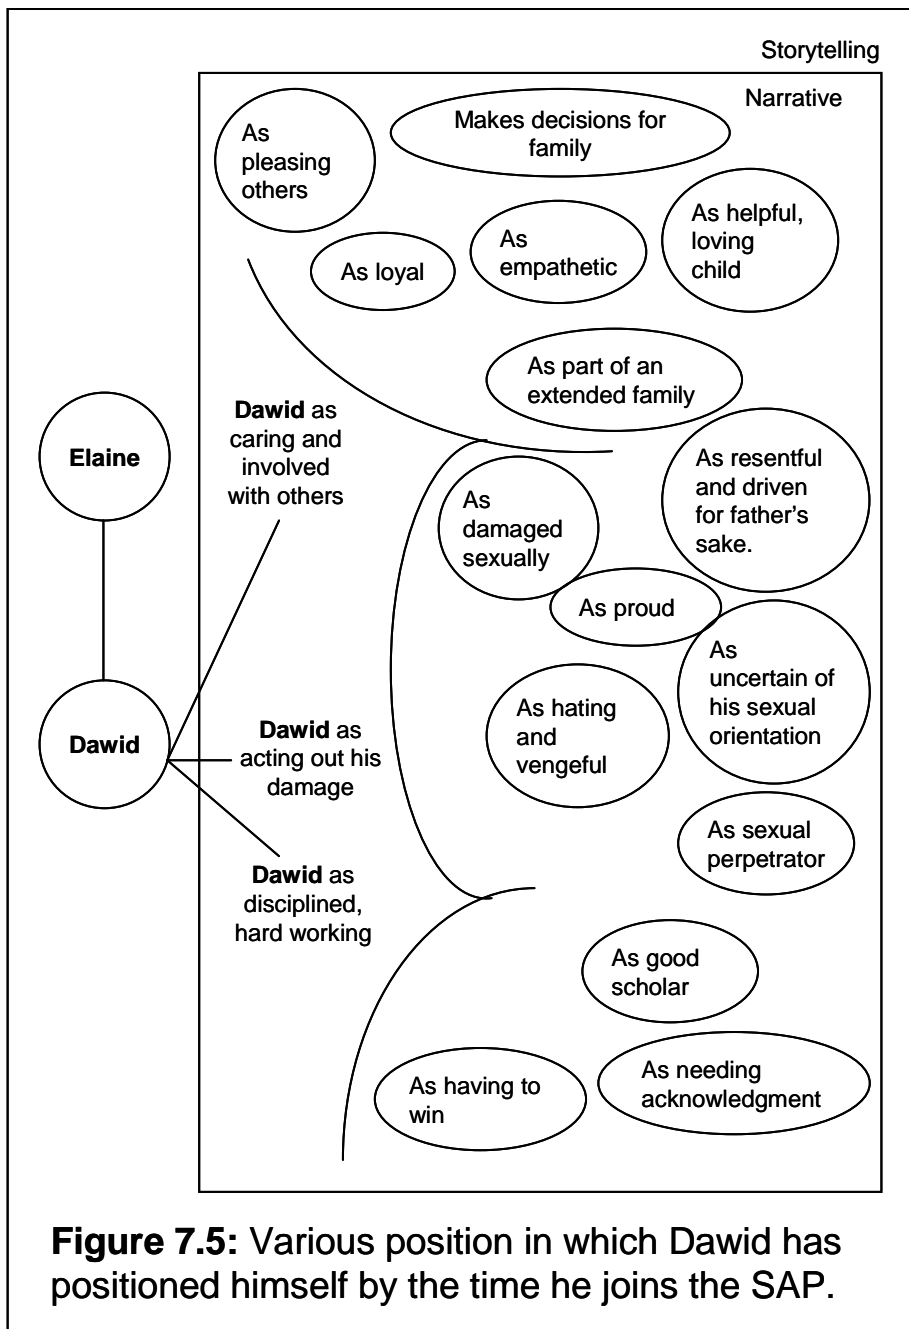 Storytelling
Narrative
As
pleasing
others
Makes decisions for
family
As loyal
As
empathetic
As helpful,
loving
child
As part of an
extended family
Dawid as
caring and
involved
with others
Elaine
As
damaged
sexually
As resentful
and driven
for father's
sake.
As proud
As
uncertain of
his sexual
orientation
As hating
and
vengeful
Dawid
Dawid as
acting out his
damage
As sexual
perpetrator
Dawid as
disciplined,
hard working
As good
scholar
As having to
win
As needing
acknowledgment
Figure 7.5: Various position in which Dawid has
positioned himself by the time he joins the SAP.